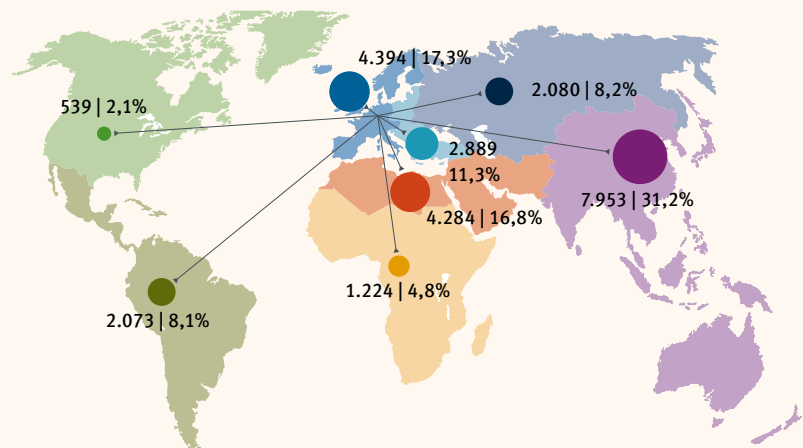 4.394 | 17,3%
2.080 | 8,2%
539 | 2,1%
2.889
11,3%
7.953 | 31,2%
4.284 | 16,8%
1.224 | 4,8%
2.073 | 8,1%